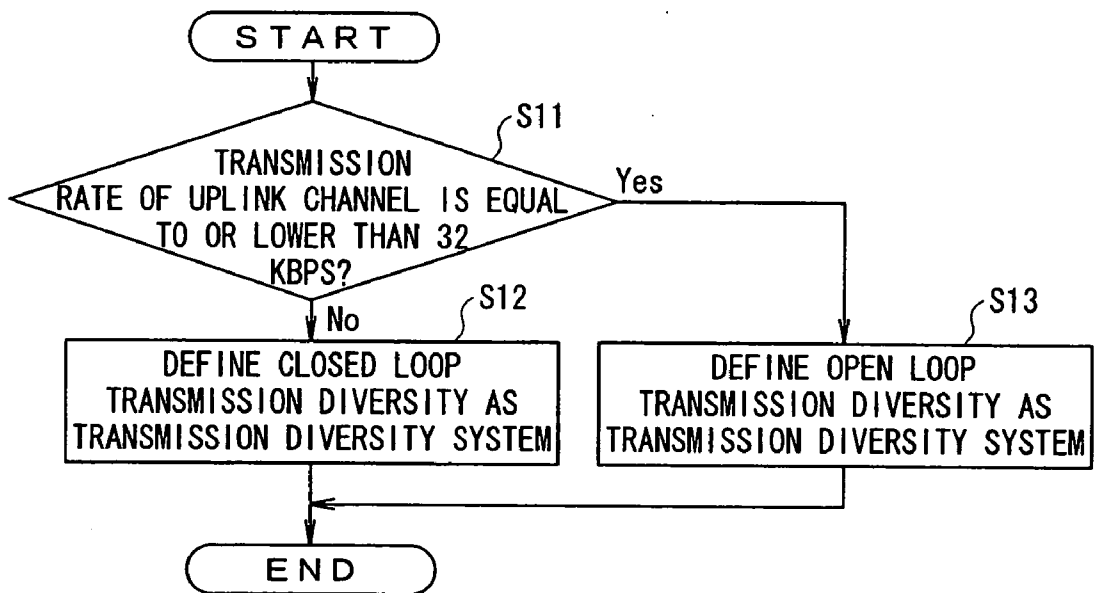 START
S11
TRANSMISSION
RATE OF UPLINK CHANNEL IS EQUAL
TO OR LOWER THAN 32
KBPS?
Yes
No
S12
DEFINE CLOSED LOOP
TRANSMISSION DIVERSITY AS
TRANSMISSION DIVERSITY SYSTEM
S13
DEFINE OPEN LOOP
TRANSMISSION DIVERSITY AS
TRANSMISSION DIVERSITY SYSTEM
END